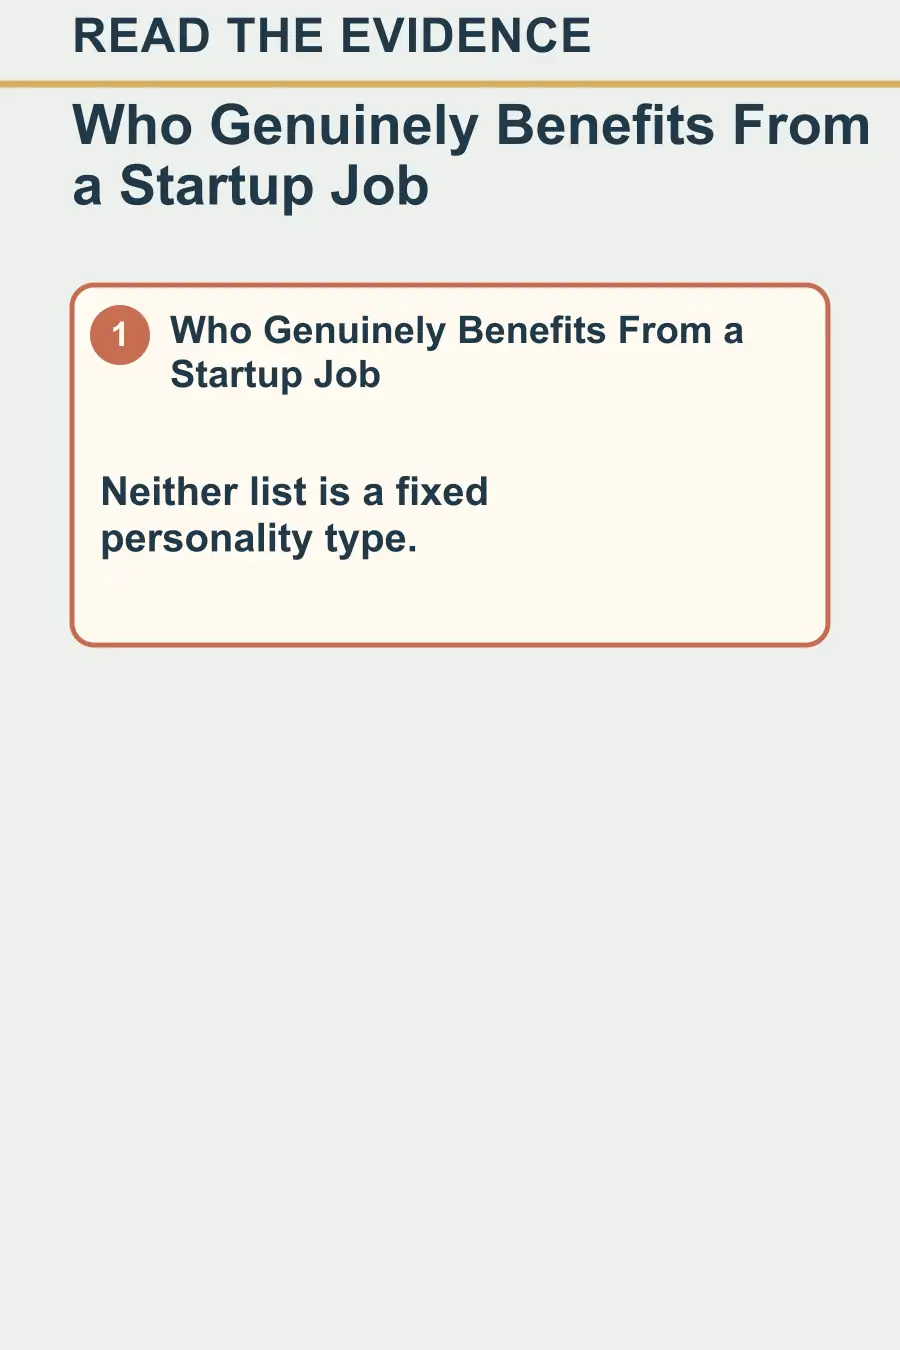 READ THE EVIDENCE
Who Genuinely Benefits From
a Startup Job
1
Who Genuinely Benefits From a
Startup Job
Neither list is a fixed
personality type.